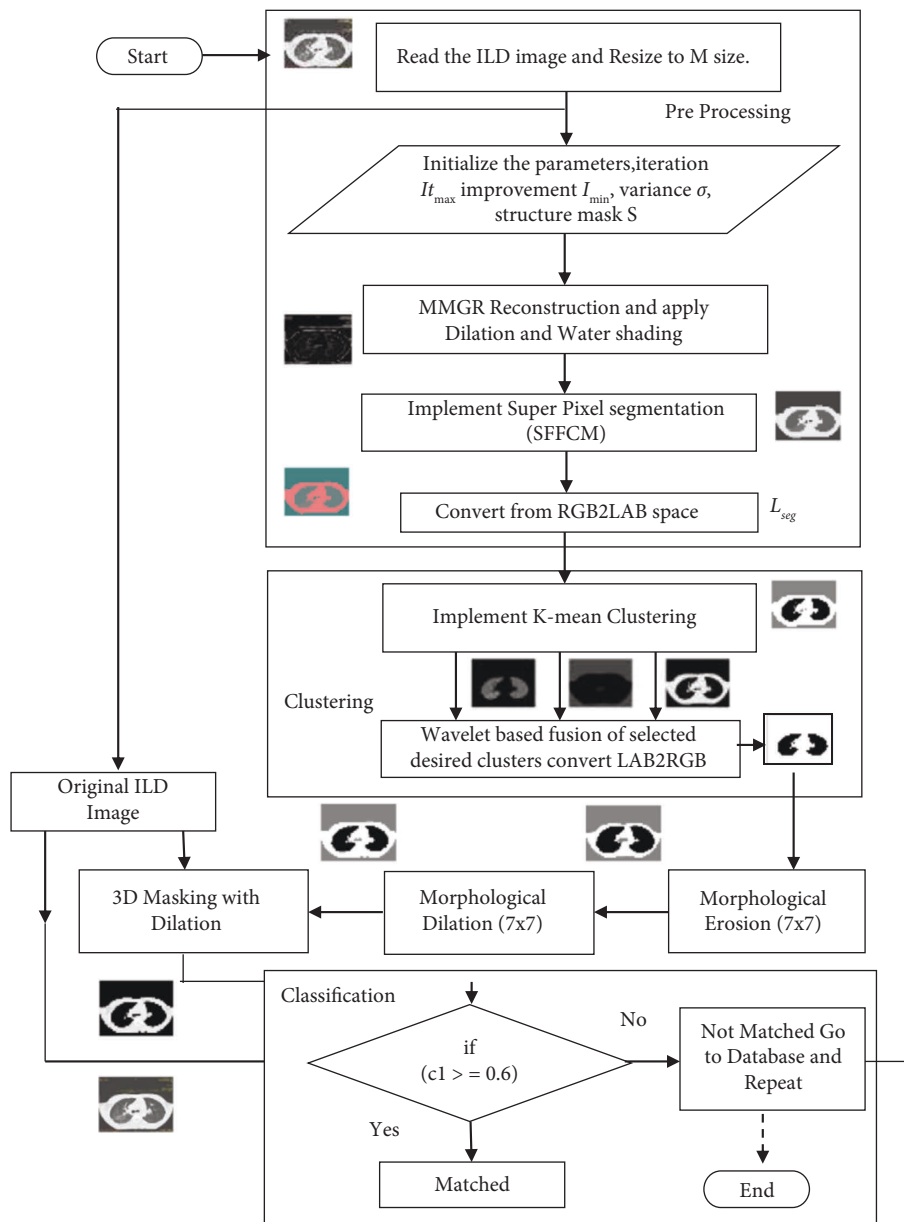 Start
Read the ILD image and Resize to M size.
Pre Processing
Initialize the parameters,iteration
It_max improvement I_min, variance σ,
structure mask S
MMGR Reconstruction and apply
Dilation and Water shading
Implement Super Pixel segmentation
(SFFCM)
Convert from RGB2LAB space
L_seg
Implement K-mean Clustering
Clustering
Wavelet based fusion of selected
desired clusters convert LAB2RGB
Original ILD
Image
3D Masking with
Dilation
Morphological
Dilation (7x7)
Morphological
Erosion (7x7)
Classification
if
(c1 > = 0.6)
No
Not Matched Go
to Database and
Repeat
Yes
Matched
End